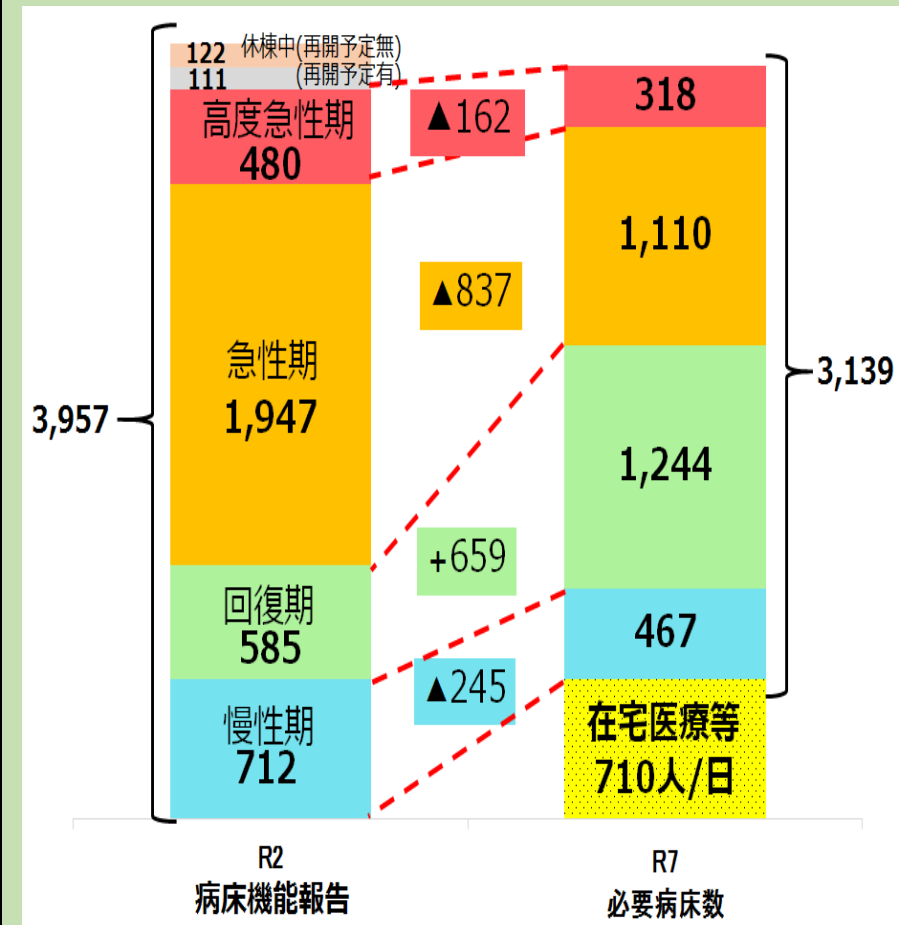 122 休棟中(再開予定無)
111 (再開予定有)
高度急性期
480
▲162
318
急性期
1,947
▲837
1,110
3,957
3,139
回復期
585
+659
1,244
慢性期
712
▲245
467
在宅医療等
710人/日
R2
病床機能報告
R7
必要病床数